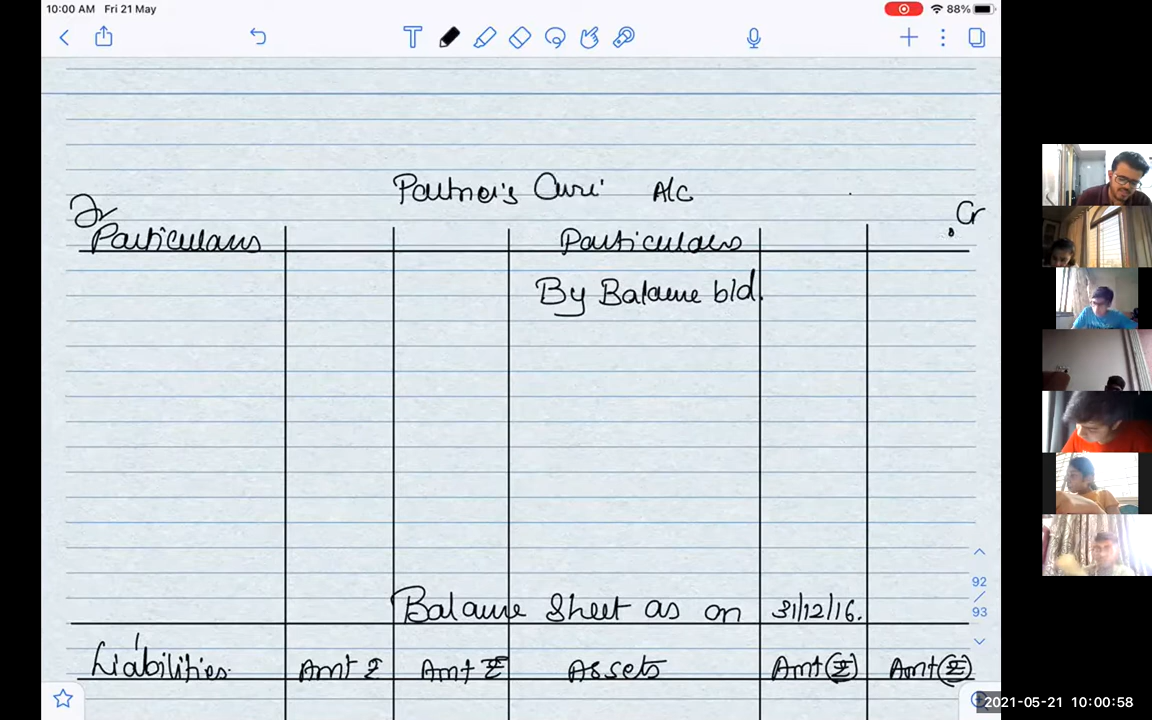 10:00 AM Fri 21 May 88%
Partner's Curr' A/c
Dr Cr
Particulars Particulars
By Balance b/d.
92
/
93
Balance Sheet as on 31/12/16.
Liabilities Amt ₹ Amt ₹ Assets Amt (₹) Amt (₹)
2021-05-21 10:00:58